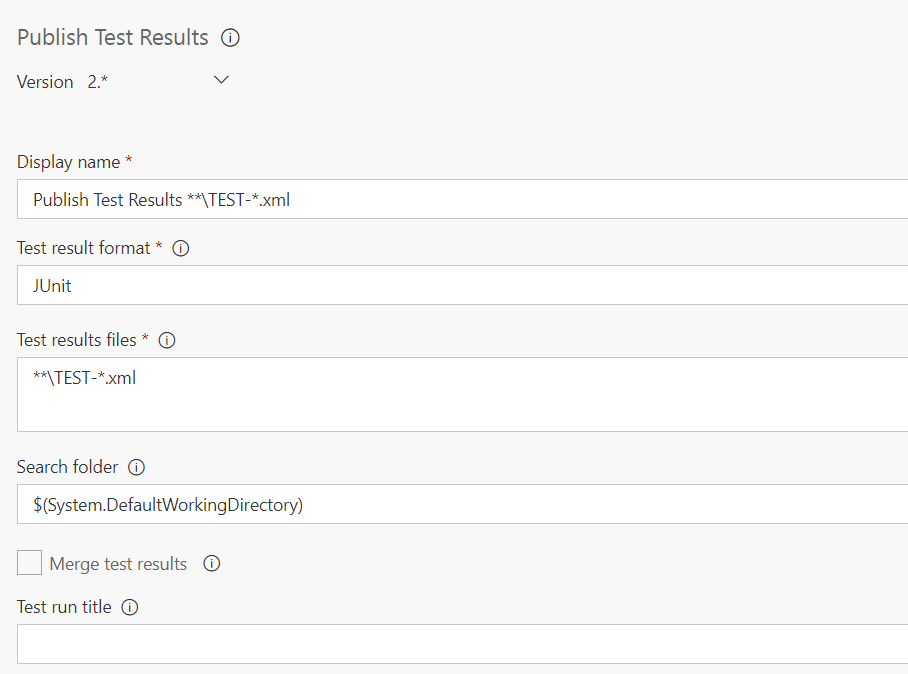 Publish Test Results
Version 2.*
Display name *
Publish Test Results **\TEST-*.xml
Test result format *
JUnit
Test results files *
**\TEST-*.xml
Search folder
$(System.DefaultWorkingDirectory)
Merge test results
Test run title